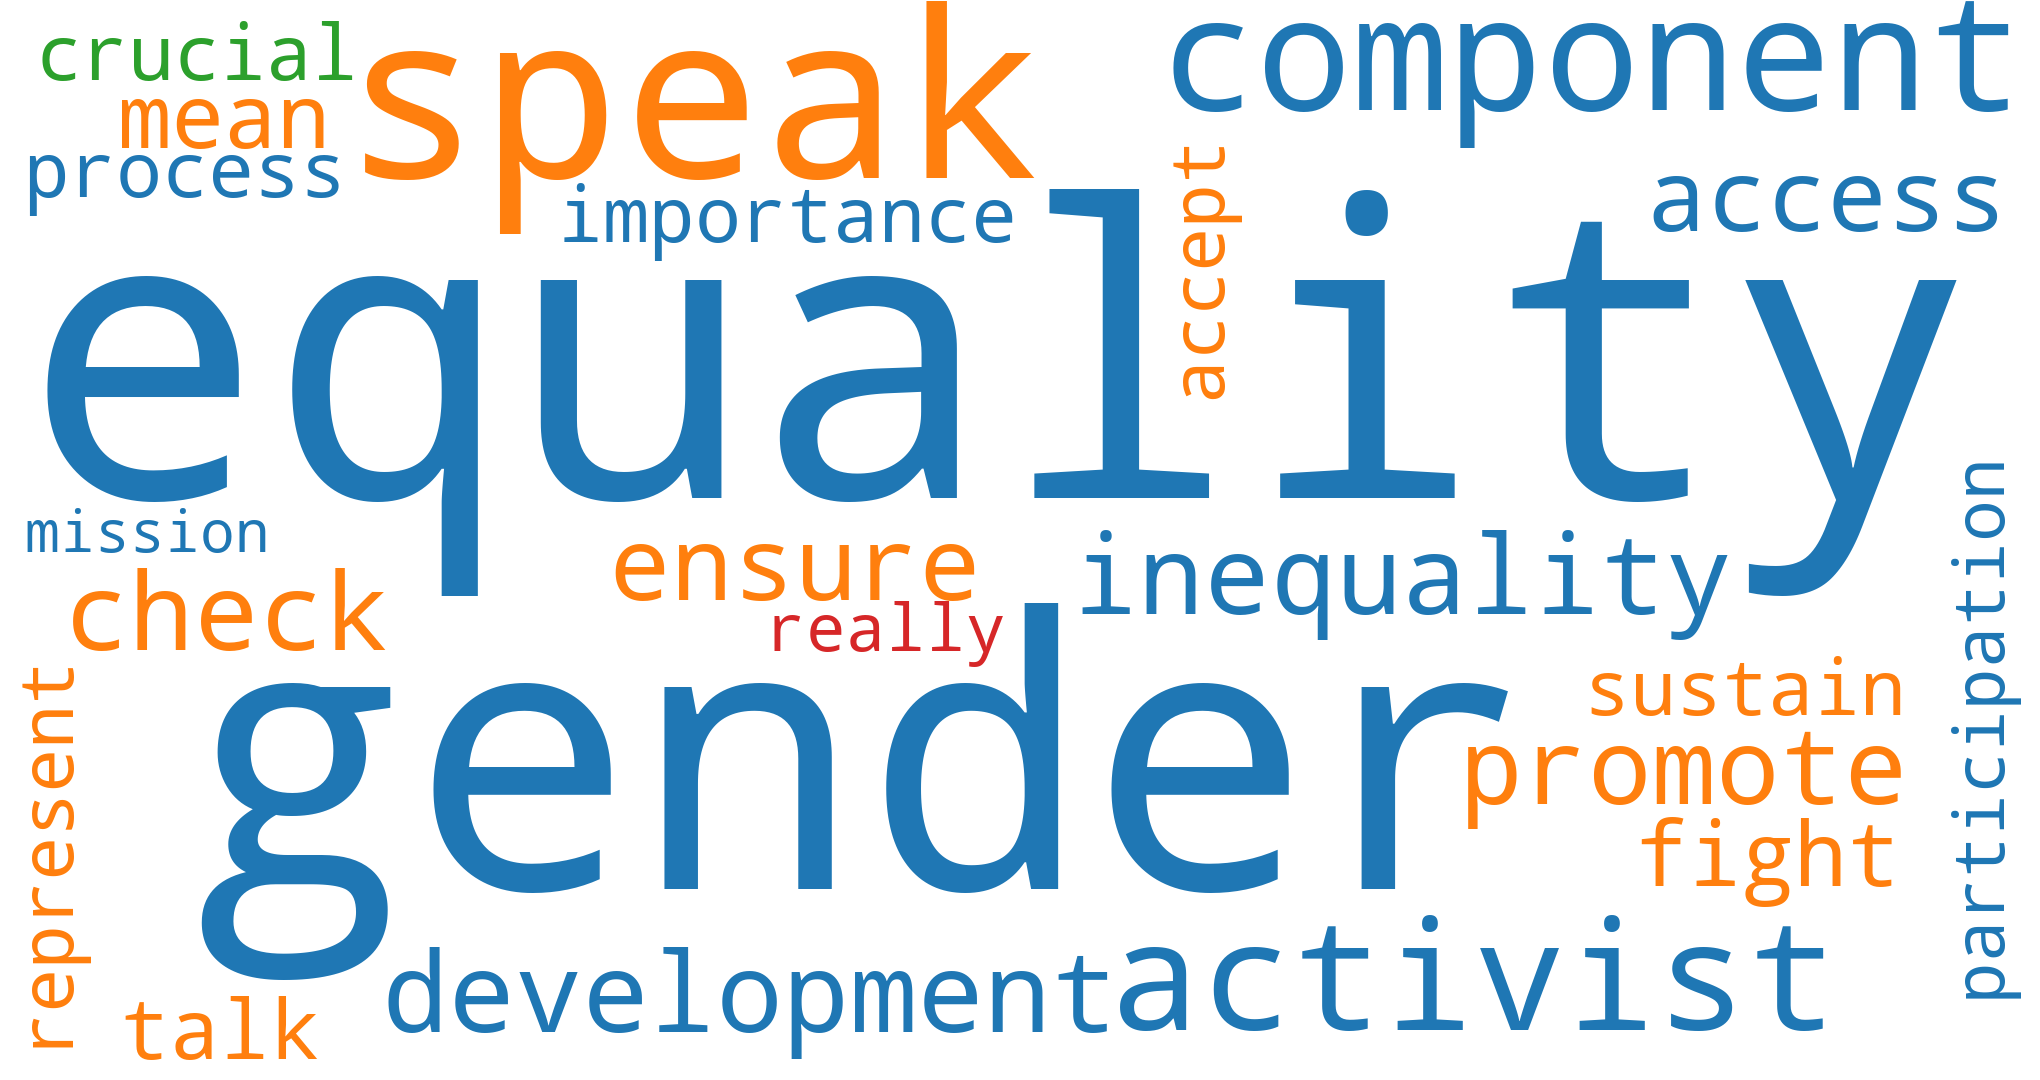 crucial
speak
component
mean
process
importance
accept
access
equality
mission
ensure
inequality
check
really
participation
gender
sustain
represent
promote
fight
development
activist
talk